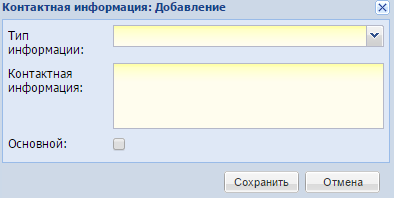 Контактная информация: Добавление
Тип
информации:
Контактная
информация:
Основной:
Сохранить
Отмена